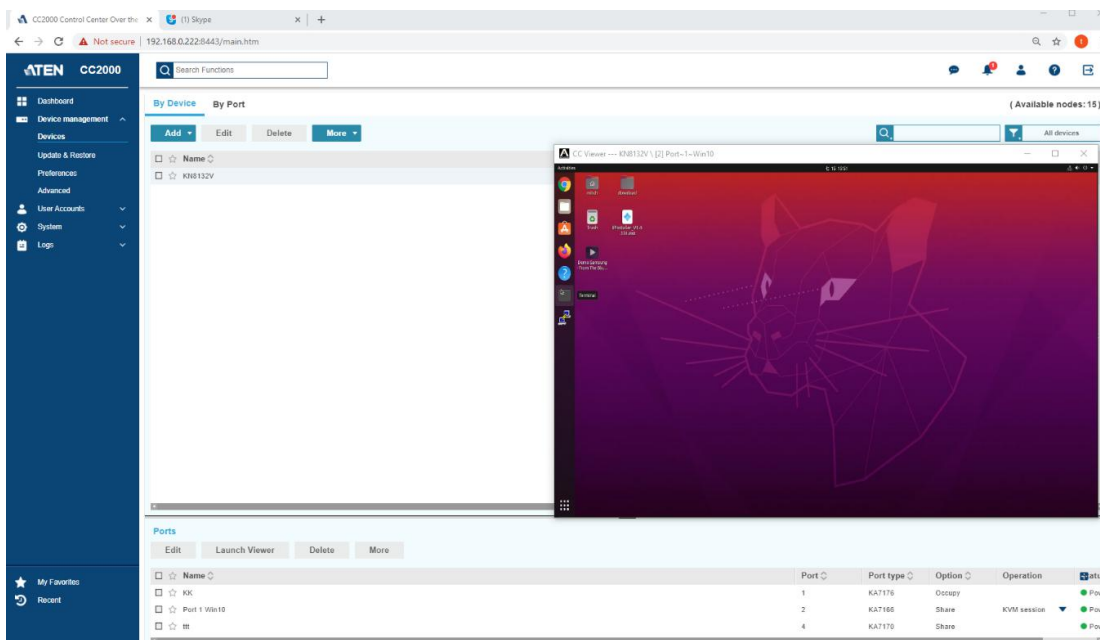 CC2000 Control Center Over the
(1) Skype
Not secure
192.168.0.222:8443/main.htm
ATEN CC2000
Search Functions
Dashboard
Device management
Devices
Update & Restore
Preferences
Advanced
User Accounts
System
Logs
My Favorites
Recent
By Device By Port
(Available nodes:15)
Add Edit Delete More
All devices
Name
KN8132V
CC Viewer --- KN8132V \ [2] Port~1~Win10
Activities
Trash
Terminal
Ports
Edit Launch Viewer Delete More
Name Port Port type Option Operation
KK 1 KA7176 Occupy
Port 1 Win10 2 KA7166 Share KVM session
ttt 4 KA7170 Share